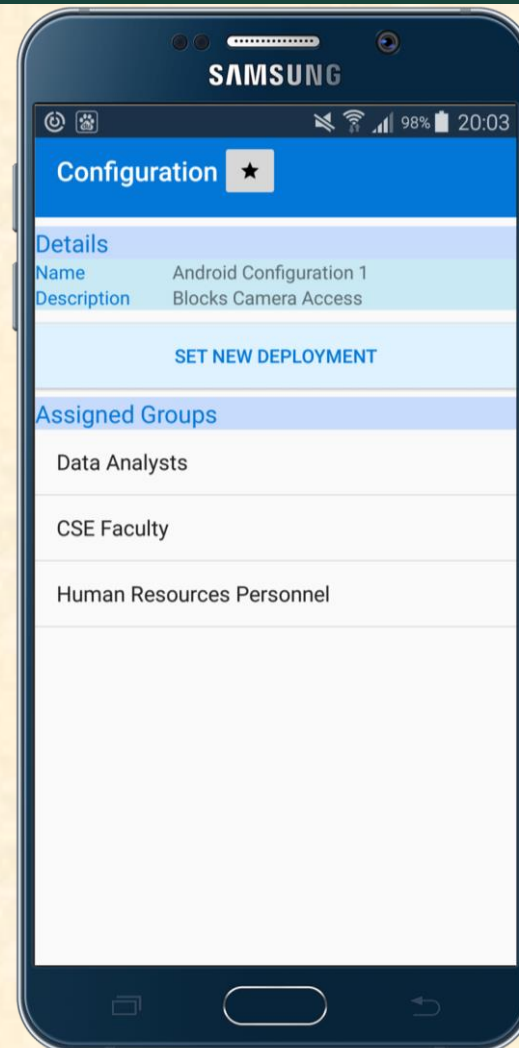 SAMSUNG
98% 20:03
Configuration
Details
Name Android Configuration 1
Description Blocks Camera Access
SET NEW DEPLOYMENT
Assigned Groups
Data Analysts
CSE Faculty
Human Resources Personnel